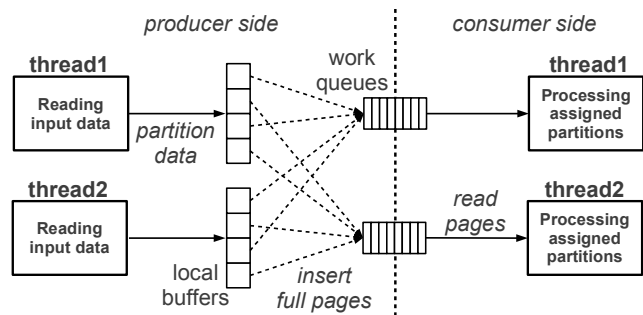 producer side
consumer side
thread1
Reading
input data
partition
data
work
queues
thread1
Processing
assigned
partitions
thread2
Reading
input data
local
buffers
insert
full pages
read
pages
thread2
Processing
assigned
partitions